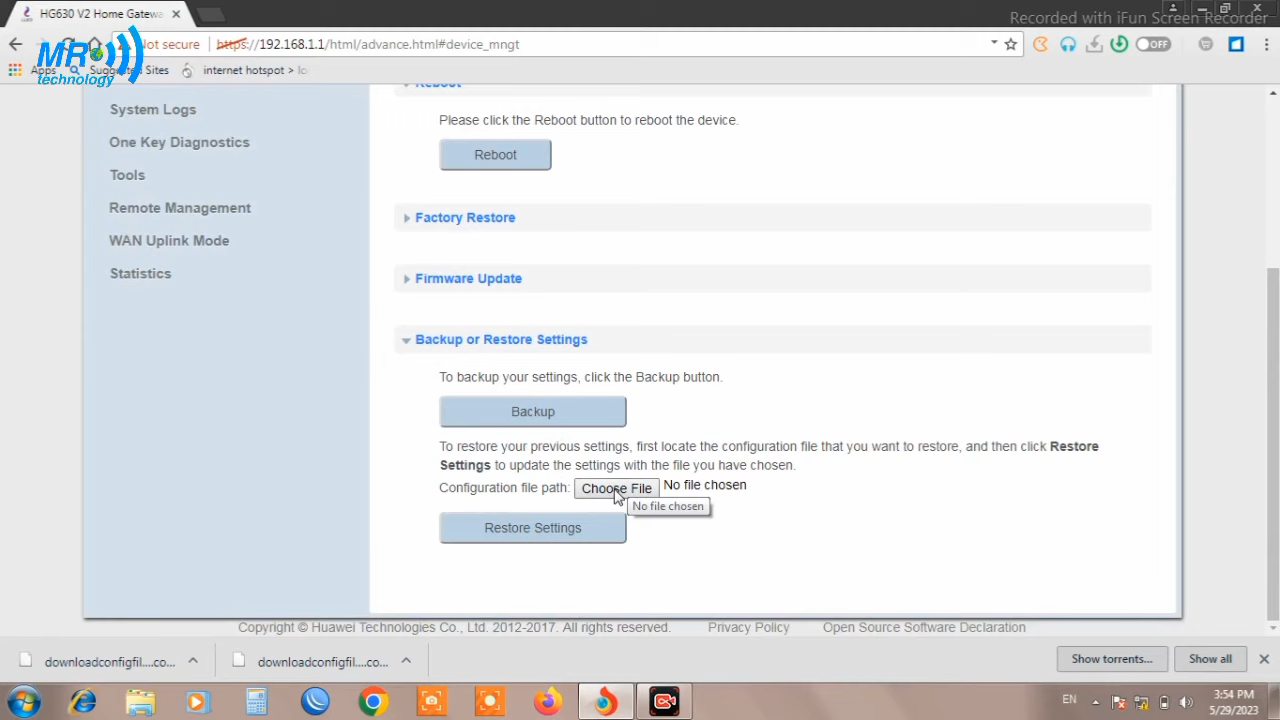 HG630 V2 Home Gatewa
Recorded with iFun Screen Recorder
Not secure https://192.168.1.1/html/advance.html#device_mngt
OFF
MR technology
Apps Suggested Sites internet hotspot > lo
System Logs
One Key Diagnostics
Tools
Remote Management
WAN Uplink Mode
Statistics
Reboot
Please click the Reboot button to reboot the device.
Reboot
Factory Restore
Firmware Update
Backup or Restore Settings
To backup your settings, click the Backup button.
Backup
To restore your previous settings, first locate the configuration file that you want to restore, and then click Restore
Settings to update the settings with the file you have chosen.
Configuration file path: Choose File No file chosen
No file chosen
Restore Settings
Copyright © Huawei Technologies Co., Ltd. 2012-2017. All rights reserved. Privacy Policy Open Source Software Declaration
downloadconfigfil....co... downloadconfigfil....co... Show torrents... Show all
EN 3:54 PM
5/29/2023